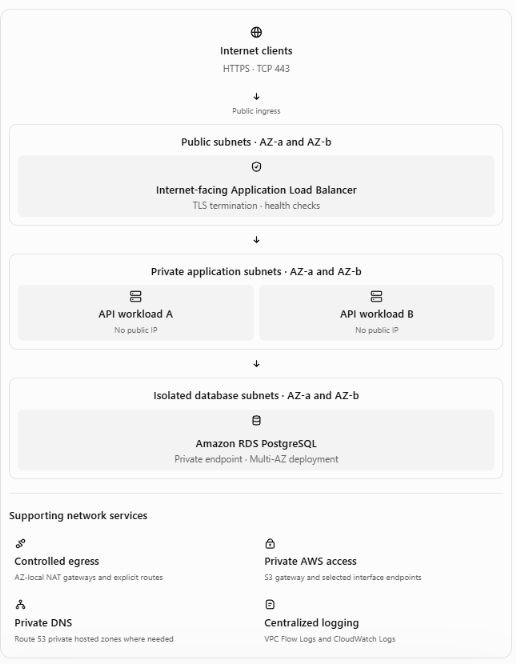 Internet clients
HTTPS · TCP 443
Public ingress
Public subnets · AZ-a and AZ-b
Internet-facing Application Load Balancer
TLS termination · health checks
Private application subnets · AZ-a and AZ-b
API workload A
No public IP
API workload B
No public IP
Isolated database subnets · AZ-a and AZ-b
Amazon RDS PostgreSQL
Private endpoint · Multi-AZ deployment
Supporting network services
Controlled egress
AZ-local NAT gateways and explicit routes
Private AWS access
S3 gateway and selected interface endpoints
Private DNS
Route 53 private hosted zones where needed
Centralized logging
VPC Flow Logs and CloudWatch Logs